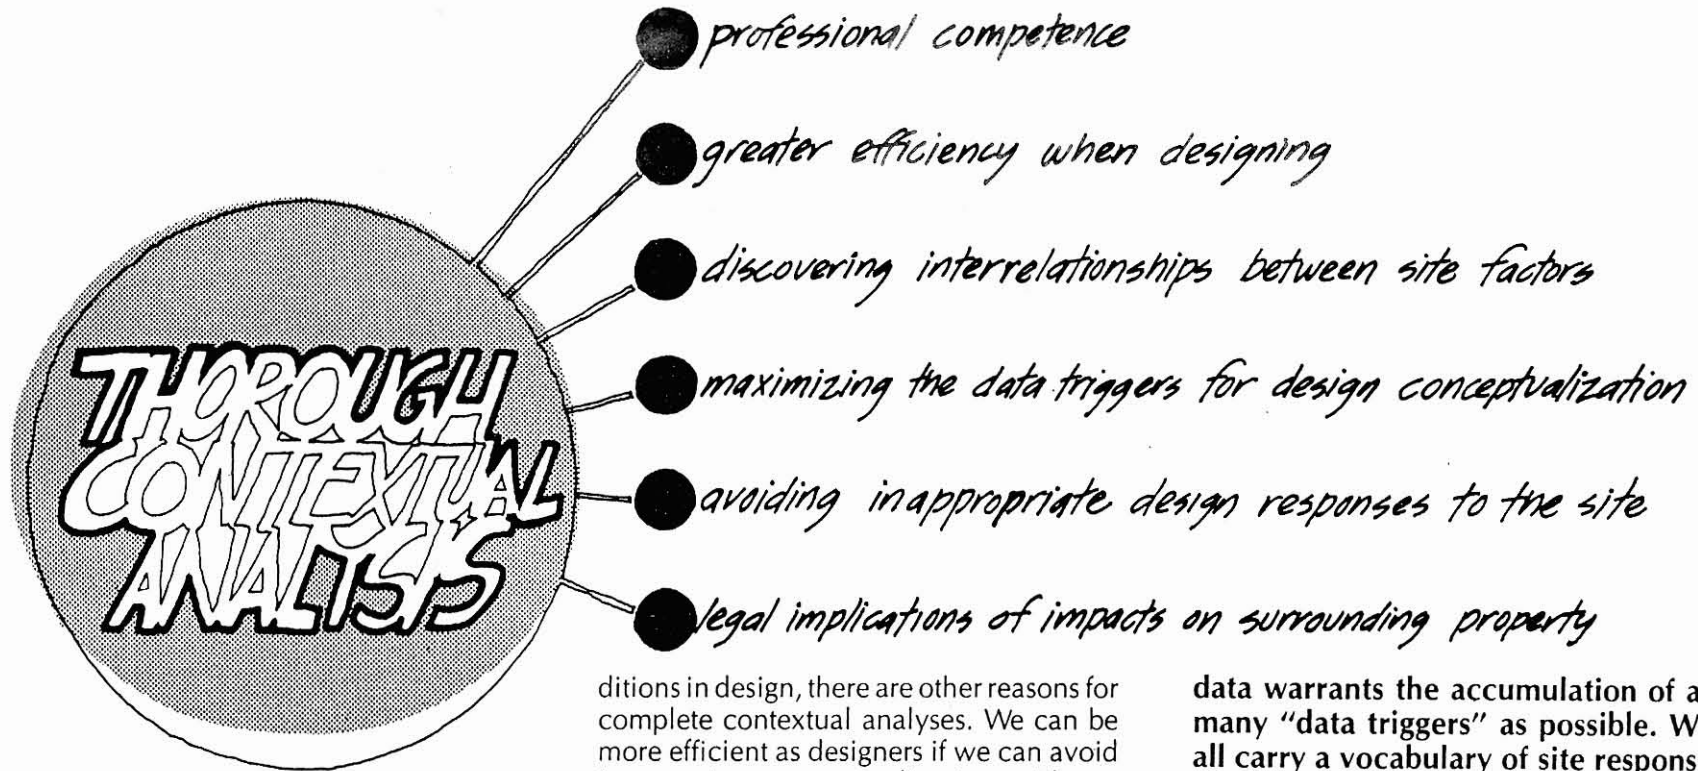 professional competence
greater efficiency when designing
discovering interrelationships between site factors
maximizing the data triggers for design conceptualization
avoiding inappropriate design responses to the site
legal implications of impacts on surrounding property
THOROUGH
CONTEXTUAL
ANALYSIS
ditions in design, there are other reasons for
complete contextual analyses. We can be
more efficient as designers if we can avoid
data warrants the accumulation of a
many “data triggers” as possible. W
all carry a vocabulary of site respons